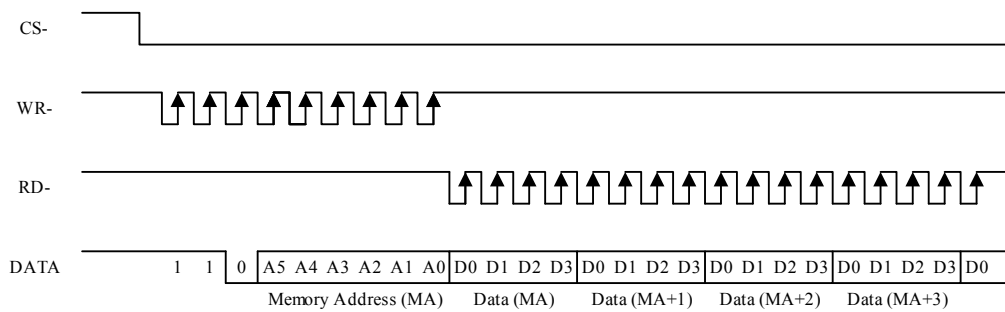 CS-
WR-
RD-
DATA 1 1 0 A5 A4 A3 A2 A1 A0 D0 D1 D2 D3 D0 D1 D2 D3 D0 D1 D2 D3 D0 D1 D2 D3 D0
Memory Address (MA) Data (MA) Data (MA+1) Data (MA+2) Data (MA+3)